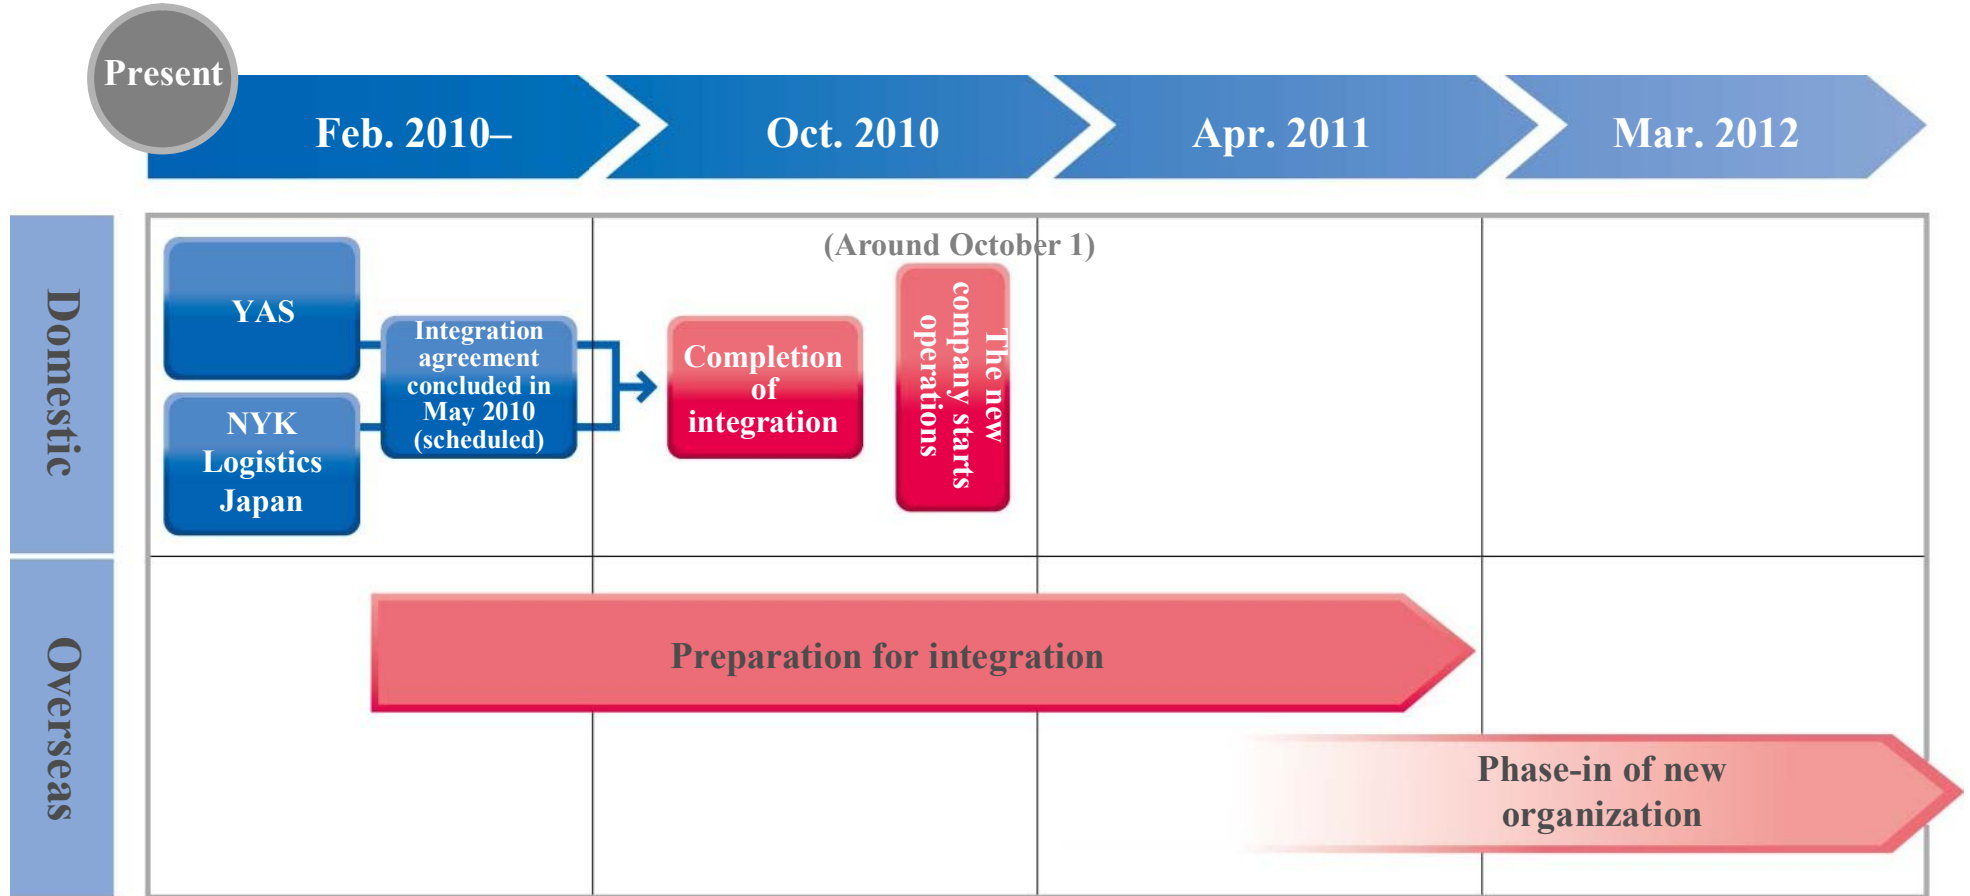 Present
Feb. 2010–
Oct. 2010
Apr. 2011
Mar. 2012
Domestic
YAS
NYK
Logistics
Japan
Integration
agreement
concluded in
May 2010
(scheduled)
Completion
of
integration
(Around October 1)
The new
company starts
operations
Overseas
Preparation for integration
Phase-in of new
organization